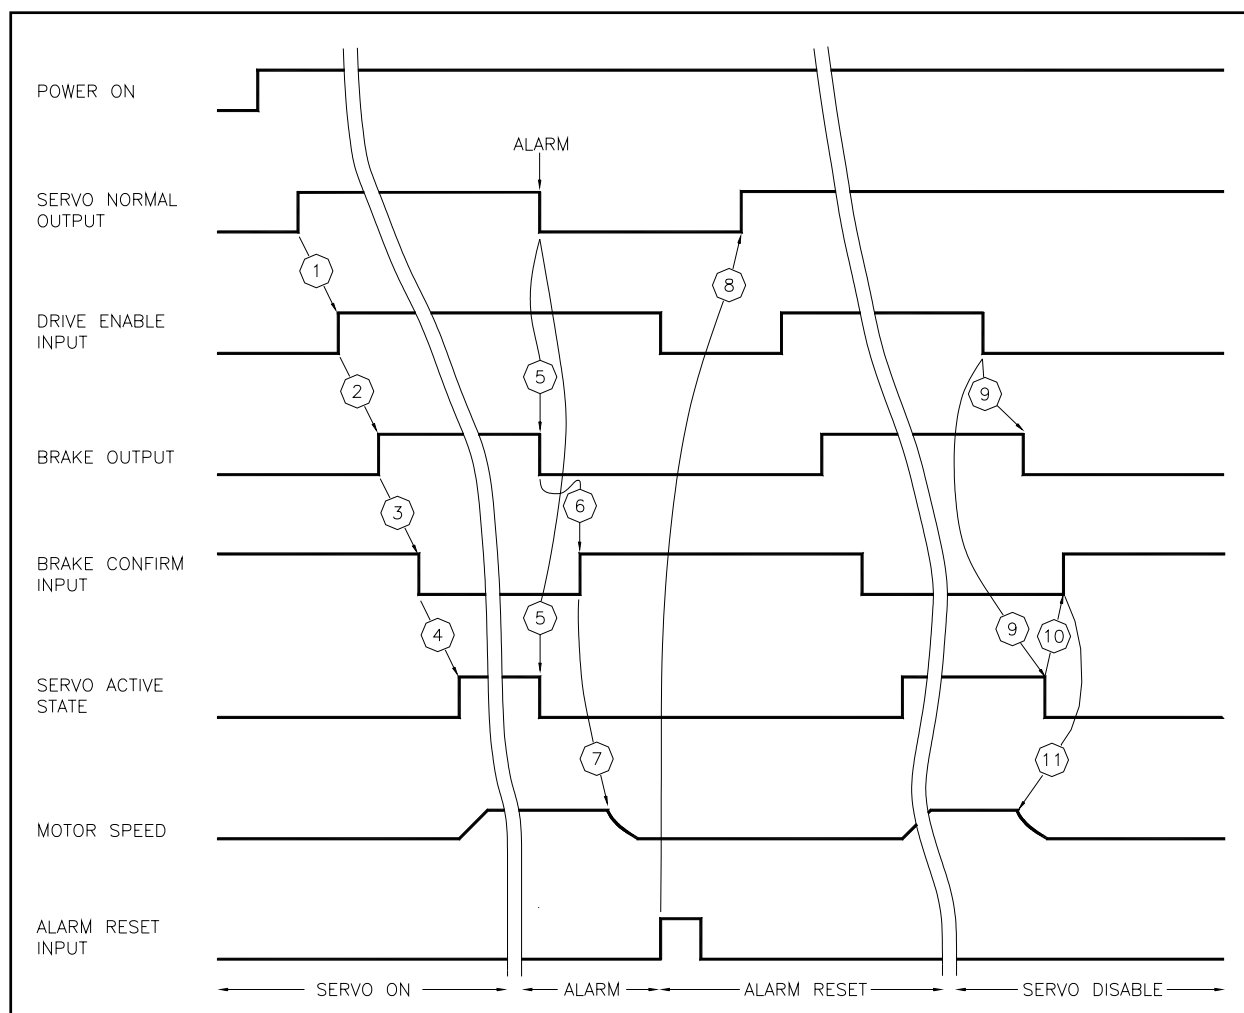 POWER ON
ALARM
SERVO NORMAL
OUTPUT
1
8
DRIVE ENABLE
INPUT
2
5
9
BRAKE OUTPUT
3
6
BRAKE CONFIRM
INPUT
4
5
9
10
SERVO ACTIVE
STATE
7
11
MOTOR SPEED
ALARM RESET
INPUT
SERVO ON
ALARM
ALARM RESET
SERVO DISABLE